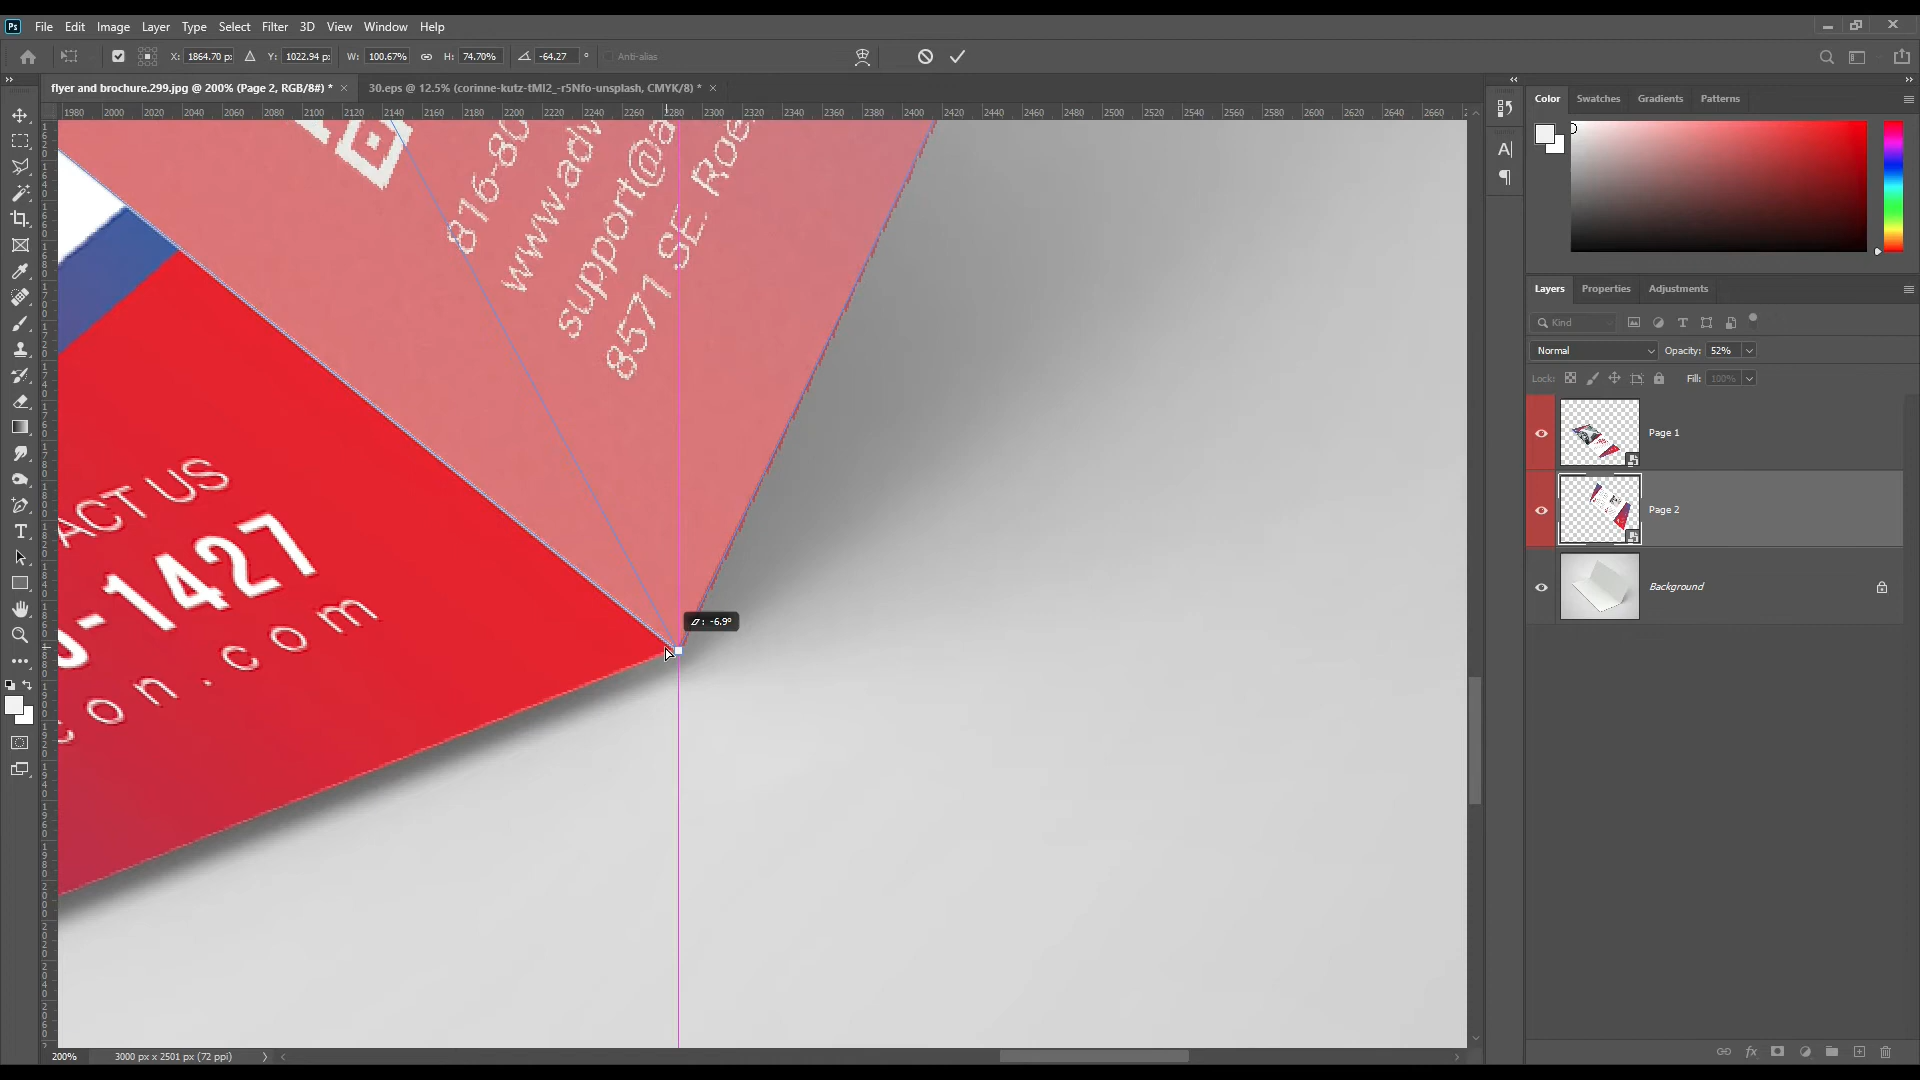 Ps File Edit Image Layer Type Select Filter 3D View Window Help
X: 1864.70 p: Y: 1022.94 p: W: 100.67% H: 74.70% -64.27 ° Anti-alias
flyer and brochure.299.jpg @ 200% (Page 2, RGB/8#) * ×
30.eps @ 12.5% (corinne-kutz-tMI2_-r5Nfo-unsplash, CMYK/8) * ×
1980 2000 2020 2040 2060 2080 2100 2120 2140 2160 2180 2200 2220 2240 2260 2280 2300 2320 2340 2360 2380 2400 2420 2440 2460 2480 2500 2520 2540 2560 2580 2600 2620 2640 2660
816-80
www.adv
support@a
8571 SE Roe
ACT US
-1427
con.com
-6.9°
Color Swatches Gradients Patterns
Layers Properties Adjustments
Kind
Normal Opacity: 52%
Lock: Fill: 100%
Page 1
Page 2
Background
200% 3000 px x 2501 px (72 ppi)